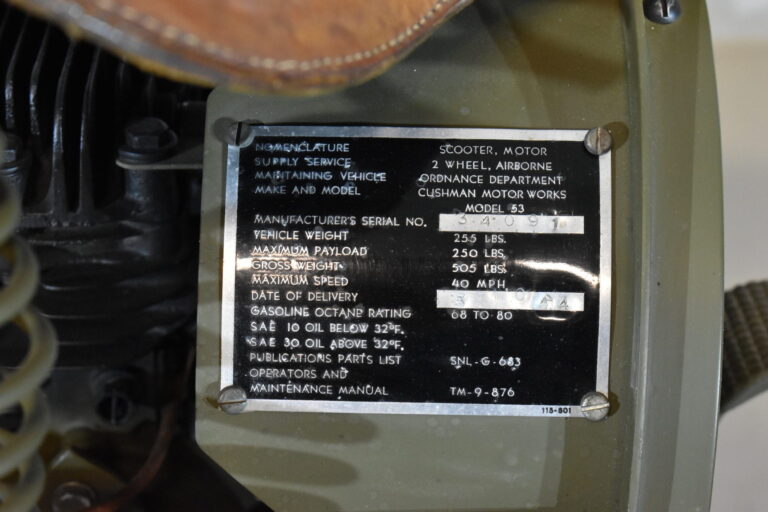 NOMENCLATURE SCOOTER, MOTOR
SUPPLY SERVICE 2 WHEEL, AIRBORNE
MAINTAINING VEHICLE ORDNANCE DEPARTMENT
MAKE AND MODEL CUSHMAN MOTOR WORKS
MODEL 53
MANUFACTURER'S SERIAL NO. 34091
VEHICLE WEIGHT 255 LBS.
MAXIMUM PAYLOAD 250 LBS.
GROSS WEIGHT 505 LBS.
MAXIMUM SPEED 40 MPH.
DATE OF DELIVERY 44
GASOLINE OCTANE RATING 68 TO 80
SAE 10 OIL BELOW 32°F.
SAE 30 OIL ABOVE 32°F.
PUBLICATIONS PARTS LIST SNL-G-683
OPERATORS AND
MAINTENANCE MANUAL TM-9-876
115-801